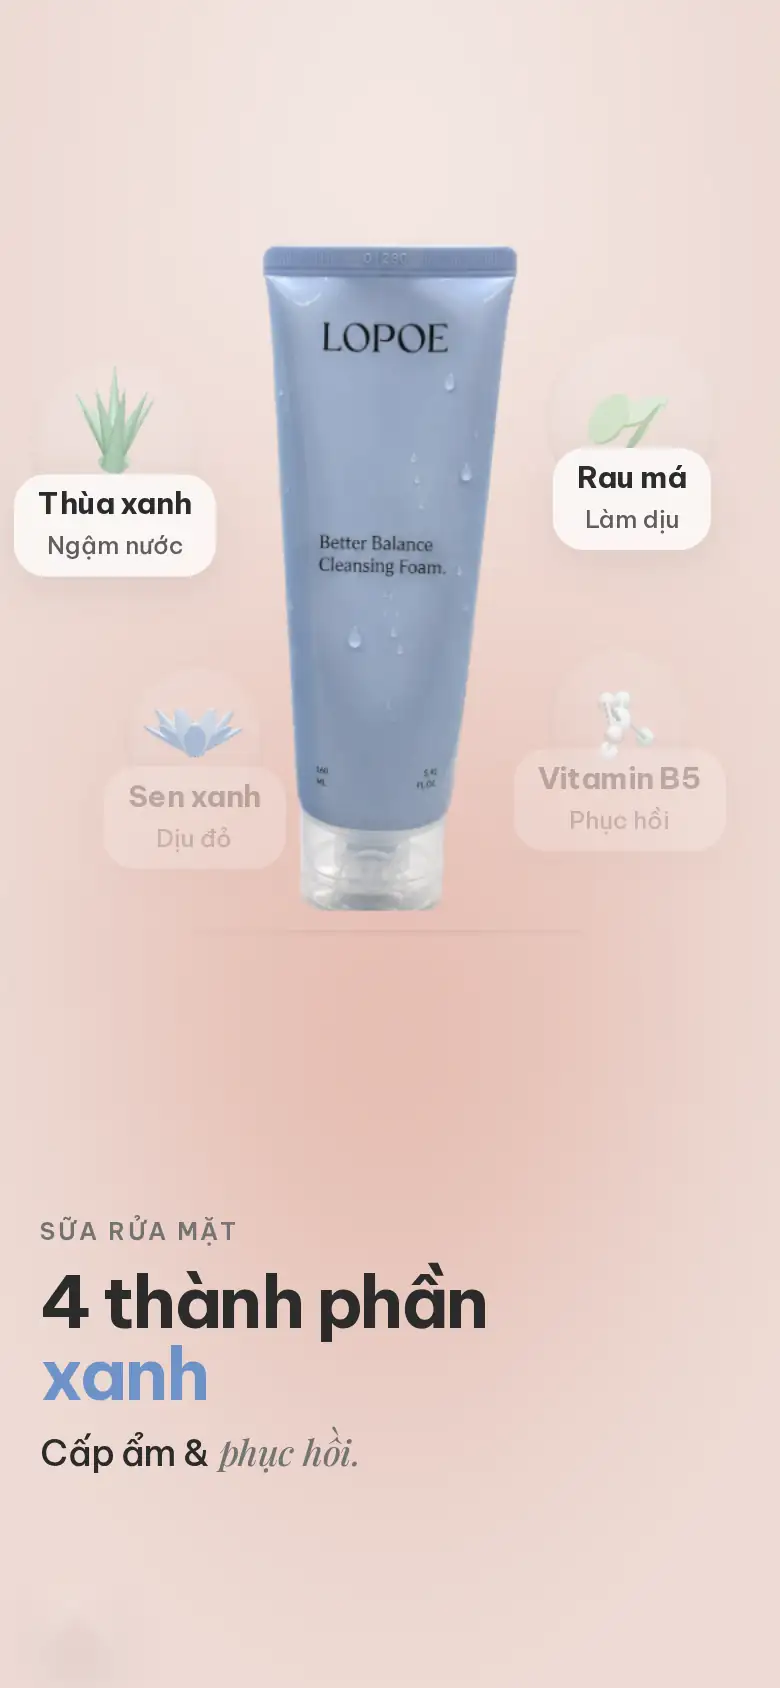 LOPOE
Thùa xanh
Ngậm nước
Rau má
Làm dịu
Better Balance
Cleansing Foam.
Sen xanh
Dịu đỏ
Vitamin B5
Phục hồi
SỮA RỬA MẶT
4 thành phần
xanh
Cấp ẩm & phục hồi.